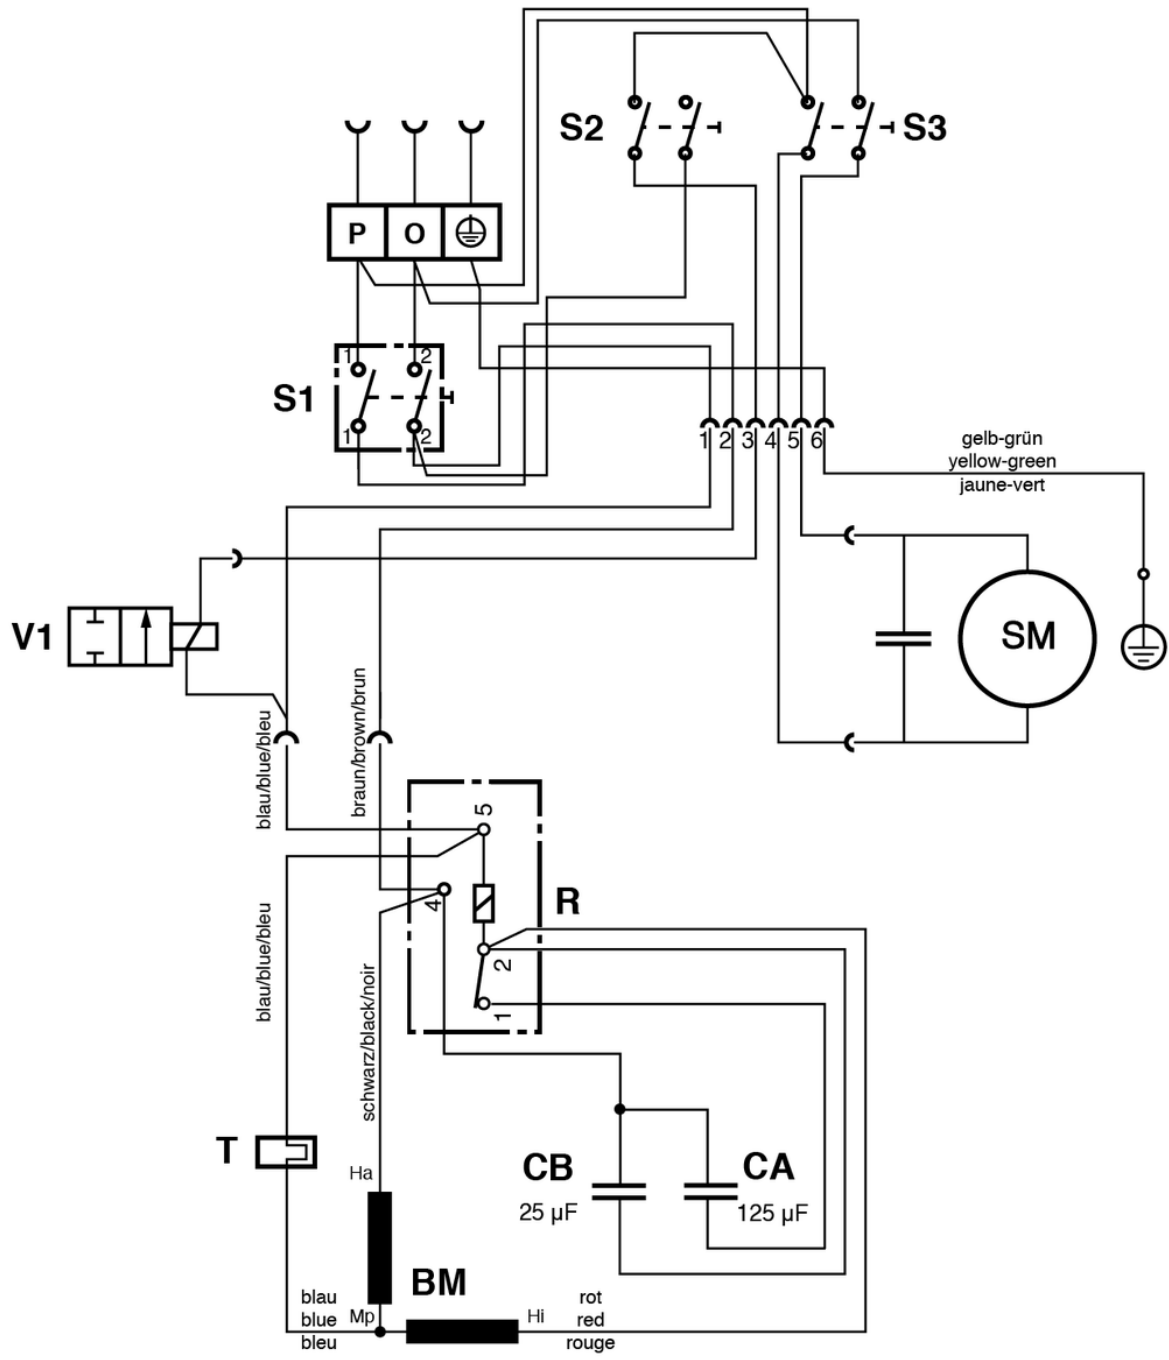 S2
S3
P
O
1
2
S1
1
2
1
2
3
4
5
6
gelb-grün
yellow-green
jaune-vert
V1
SM
blau/blue/bleu
braun/brown/brun
5
4
R
2
1
blau/blue/bleu
schwarz/black/noir
T
Ha
CB
25 µF
CA
125 µF
BM
blau
blue
bleu
Mp
Hi
rot
red
rouge